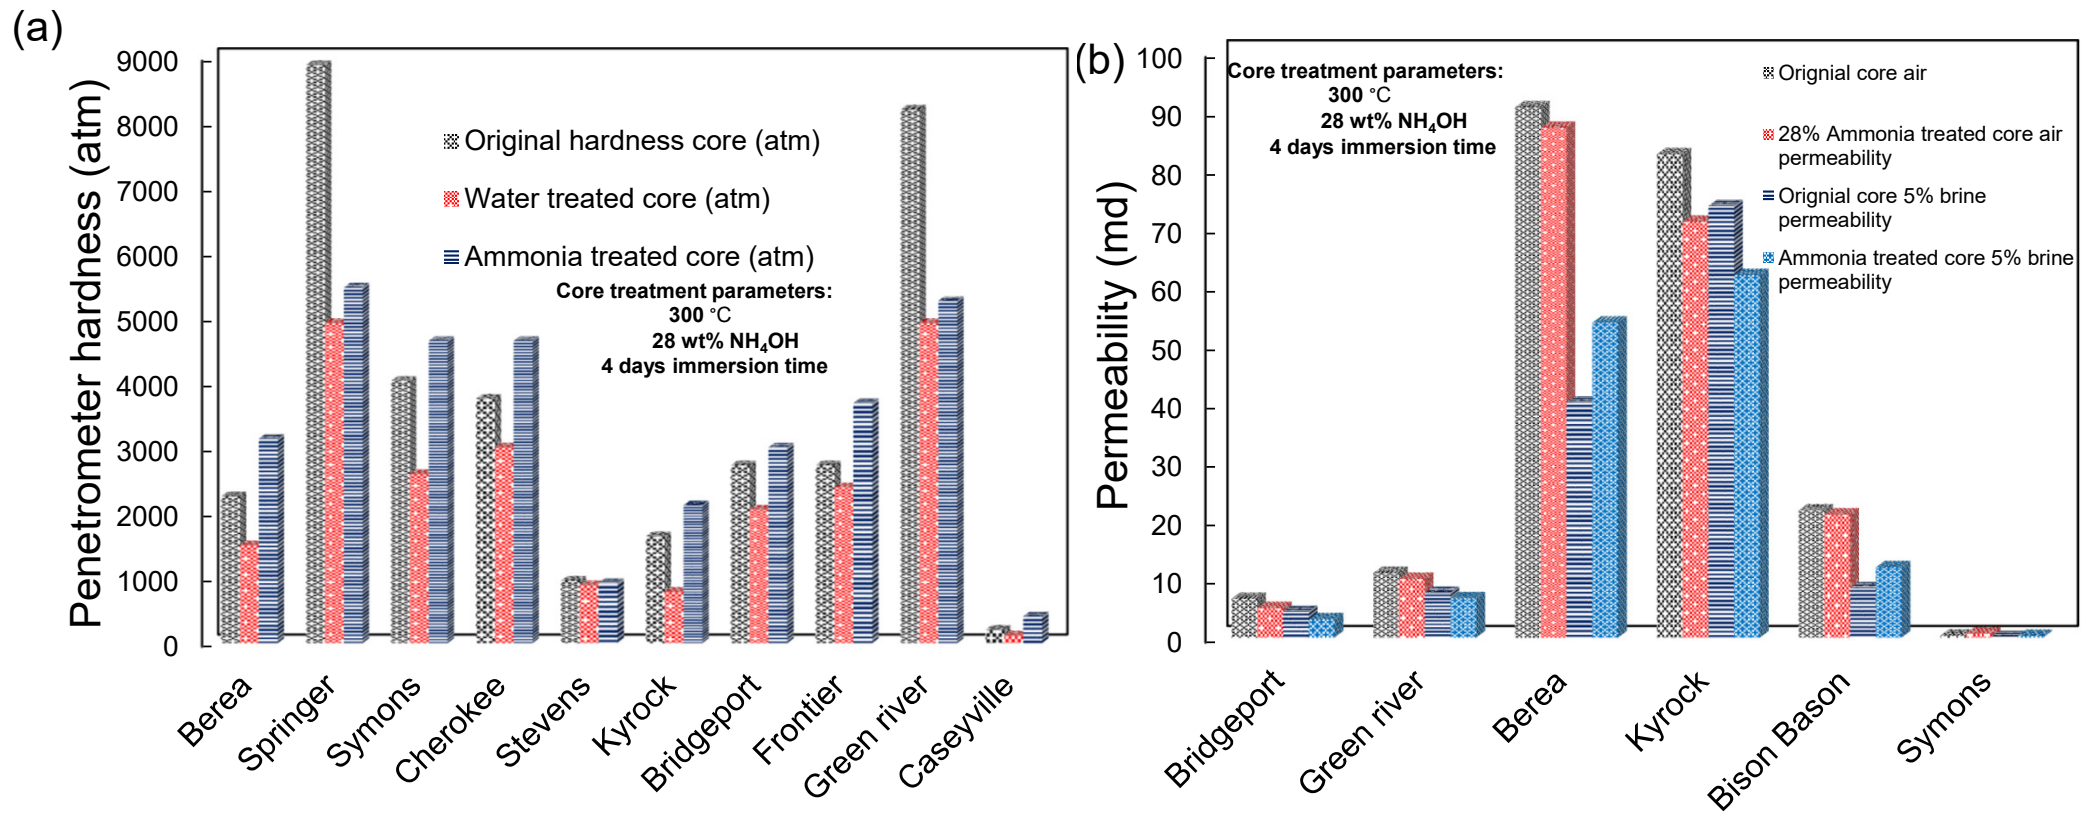 (a)
Penetrometer hardness (atm)
9000
8000
7000
6000
5000
4000
3000
2000
1000
0
Original hardness core (atm)
Water treated core (atm)
Ammonia treated core (atm)
Core treatment parameters:
300 °C
28 wt% NH₄OH
4 days immersion time
Berea
Springer
Symons
Cherokee
Stevens
Kyrock
Bridgeport
Frontier
Green river
Caseyville
(b)
Permeability (md)
100
90
80
70
60
50
40
30
20
10
0
Core treatment parameters:
300 °C
28 wt% NH₄OH
4 days immersion time
Orignial core air
28% Ammonia treated core air
permeability
Orignial core 5% brine
permeability
Ammonia treated core 5% brine
permeability
Bridgeport
Green river
Berea
Kyrock
Bison Bason
Symons